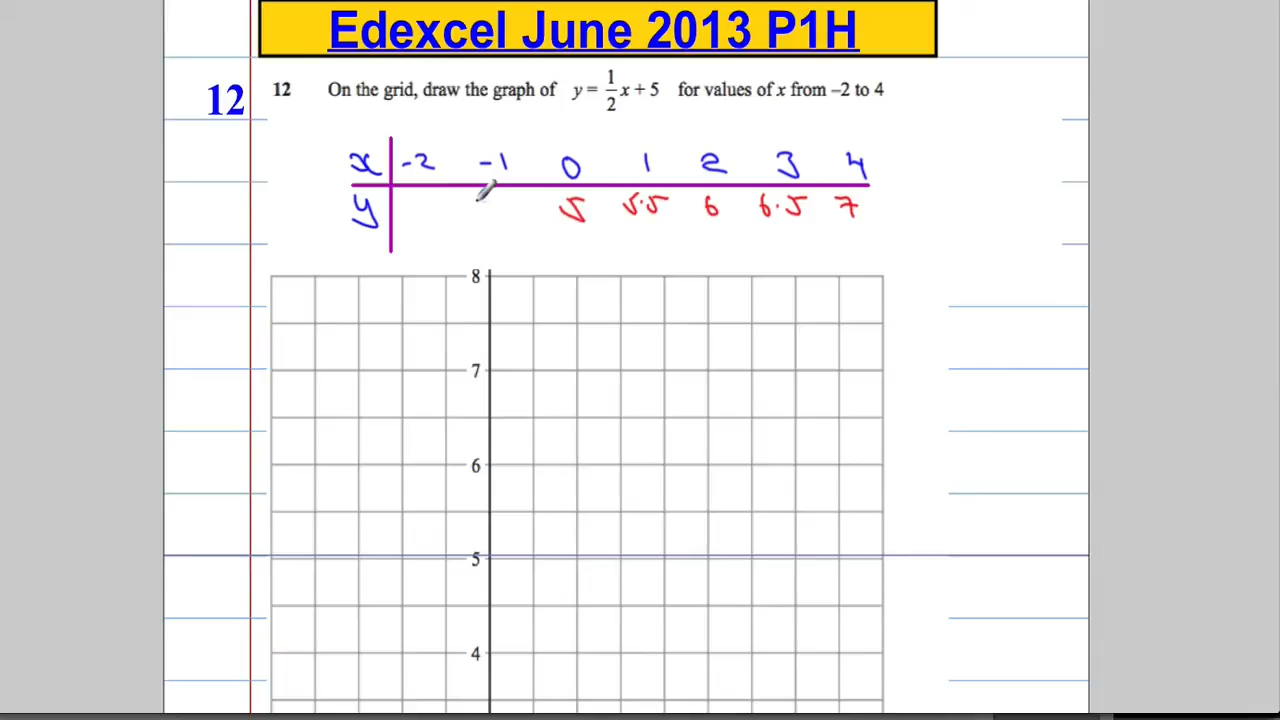 Edexcel June 2013 P1H
12 12 On the grid, draw the graph of y = 1/2 x + 5 for values of x from –2 to 4
x -2 -1 0 1 2 3 4
y 5 5.5 6 6.5 7
8
7
6
5
4